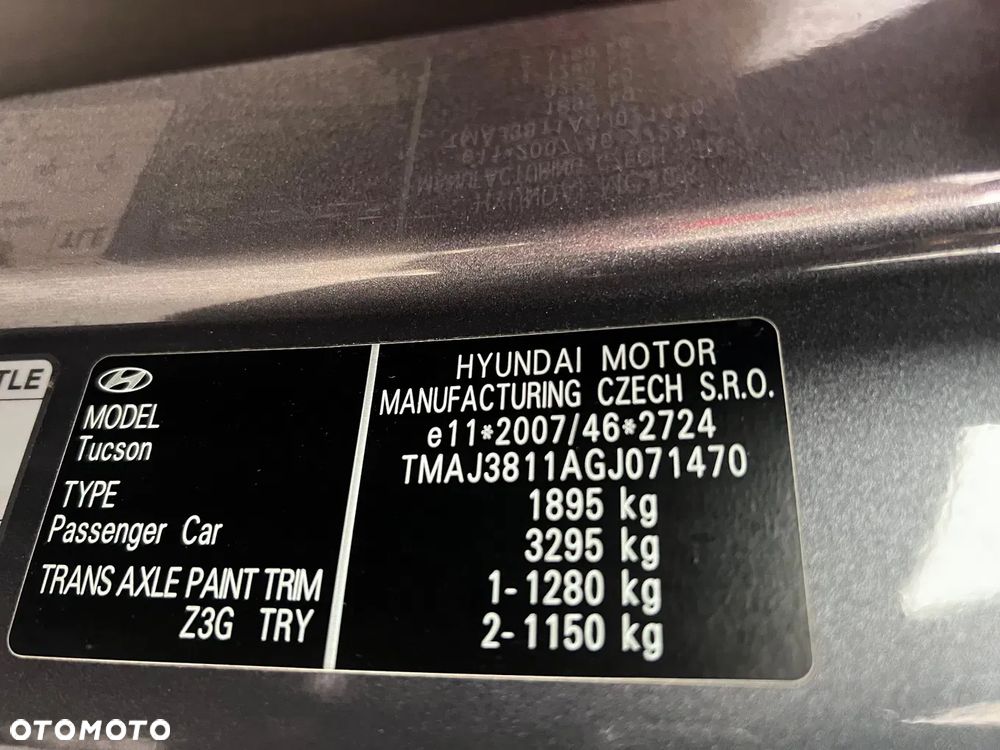 TLE
MODEL
Tucson
TYPE
Passenger Car
TRANS AXLE PAINT TRIM
Z3G TRY
HYUNDAI MOTOR
MANUFACTURING CZECH S.R.O.
e11*2007/46*2724
TMAJ3811AGJ071470
1895 kg
3295 kg
1-1280 kg
2-1150 kg
OTOMOTO